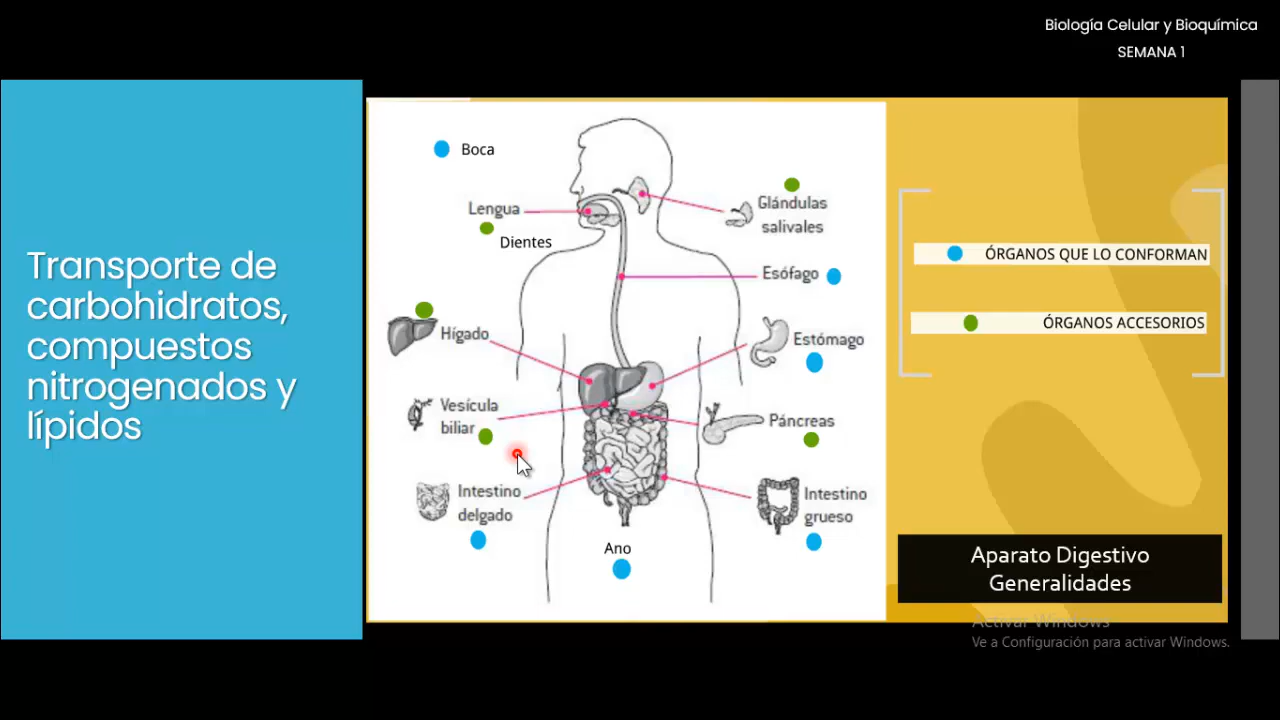 Biología Celular y Bioquímica
SEMANA 1
Transporte de
carbohidratos,
compuestos
nitrogenados y
lípidos
Boca
Lengua
Dientes
Glándulas
salivales
Esófago
Hígado
Estómago
Vesícula
biliar
Páncreas
Intestino
delgado
Intestino
grueso
Ano
ÓRGANOS QUE LO CONFORMAN
ÓRGANOS ACCESORIOS
Aparato Digestivo
Generalidades
Activar Windows
Ve a Configuración para activar Windows.